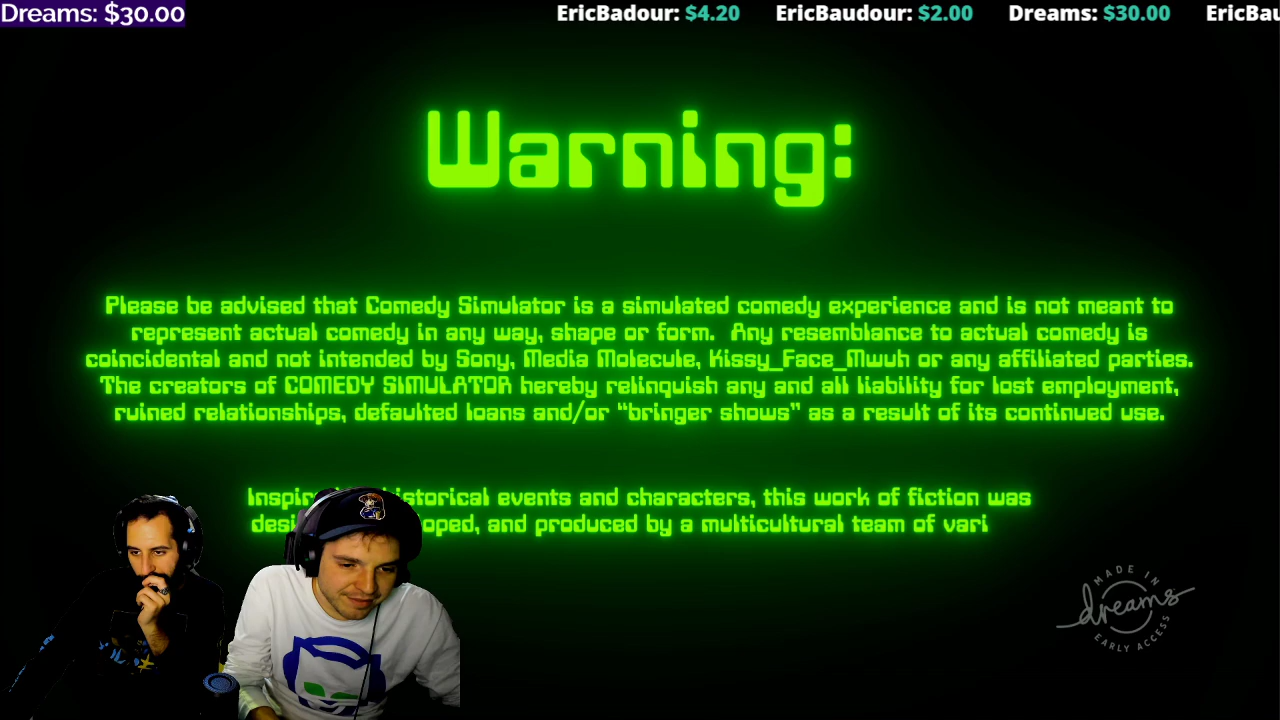 Dreams: $30.00
EricBadour: $4.20 EricBaudour: $2.00 Dreams: $30.00
Warning:
Please be advised that Comedy Simulator is a simulated comedy experience and is not meant to
represent actual comedy in any way, shape or form. Any resemblance to actual comedy is
coincidental and not intended by Sony, Media Molecule, Kissy_Face_Mwuh or any affiliated parties.
The creators of COMEDY SIMULATOR hereby relinquish any and all liability for lost employment,
ruined relationships, defaulted loans and/or “bringer shows” as a result of its continued use.
historical events and characters, this work of fiction was
and produced by a multicultural team of vari
MADE IN
dreams
EARLY ACCESS